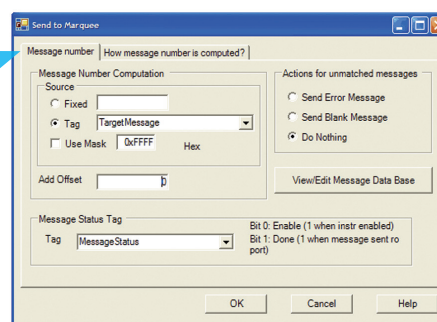 Send to Marquee
Message number
How message number is computed?
Message Number Computation
Source
Fixed
Tag
TargetMessage
Use Mask
0xFFFF
Hex
Add Offset
0
Actions for unmatched messages
Send Error Message
Send Blank Message
Do Nothing
View/Edit Message Data Base
Message Status Tag
Tag
MessageStatus
Bit 0: Enable (1 when instr enabled)
Bit 1: Done (1 when message sent ro
port)
OK
Cancel
Help